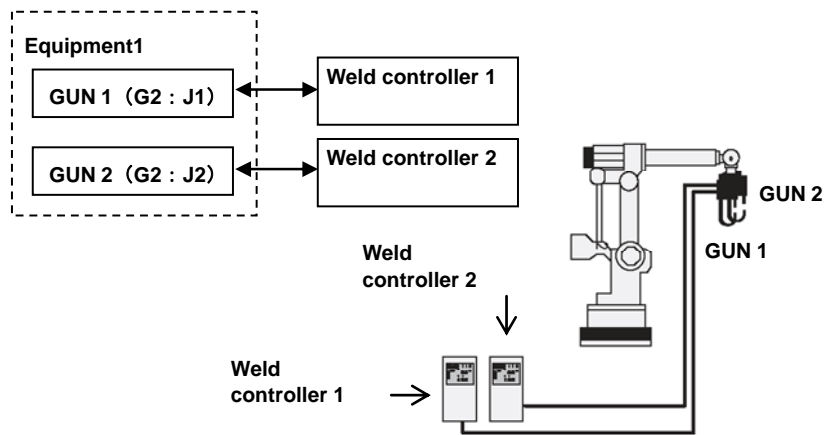 Equipment1
GUN 1（G2：J1）
Weld controller 1
GUN 2（G2：J2）
Weld controller 2
GUN 2
GUN 1
Weld
controller 2
Weld
controller 1